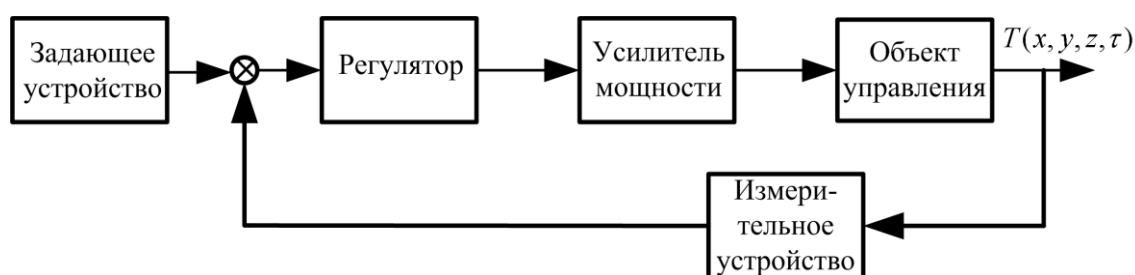 Задающее
устройство
Регулятор
Усилитель
мощности
Объект
управления
T(x, y, z, τ)
Измери-
тельное
устройство